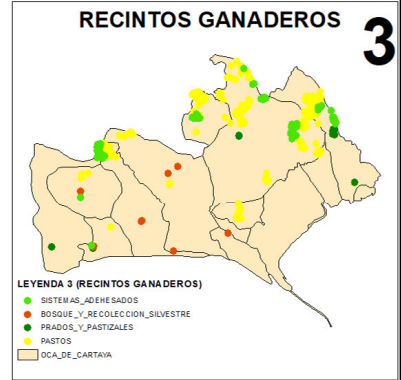 RECINTOS GANADEROS
3
LEYENDA 3 (RECINTOS GANADEROS)
SISTEMAS_ADEHESADOS
BOSQUE_Y_RECOLECCION_SILVESTRE
PRADOS_Y_PASTIZALES
PASTOS
OCA_DE_CARTAYA